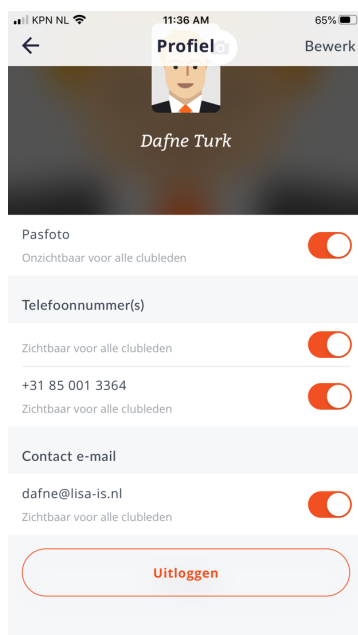 KPN NL 11:36 AM 65%
Profiel Bewerk
Dafne Turk
Pasfoto
Onzichtbaar voor alle clubleden
Telefoonnummer(s)
Zichtbaar voor alle clubleden
+31 85 001 3364
Zichtbaar voor alle clubleden
Contact e-mail
dafne@lisa-is.nl
Zichtbaar voor alle clubleden
Uitloggen